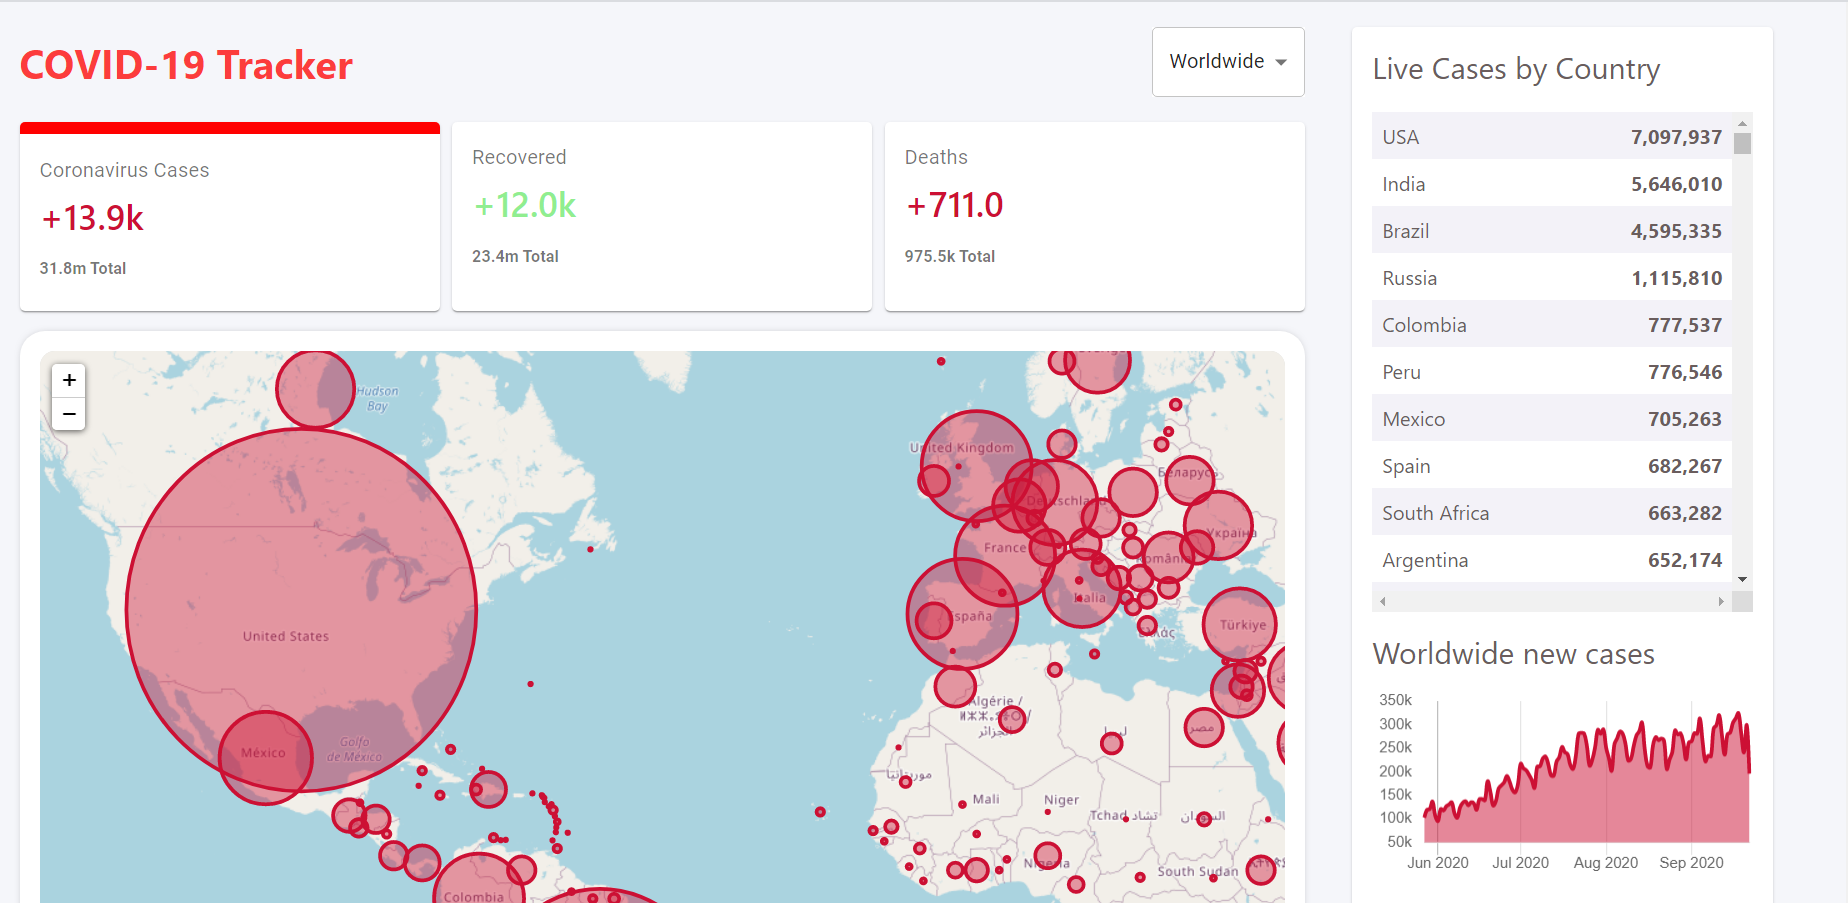 COVID-19 Tracker
Worldwide
Coronavirus Cases
+13.9k
31.8m Total
Recovered
+12.0k
23.4m Total
Deaths
+711.0
975.5k Total
+
−
Hudson
Bay
United States
México
Golfo
de México
Colombia
United Kingdom
Deutschland
Беларусь
Україна
France
România
Italia
España
Ελλάς
Türkiye
Algérie /
الجزائر
ليبيا
مصر
موريتانيا
Mali
Niger
Tchad تشاد
السودان
Nigeria
South Sudan
Live Cases by Country
USA 7,097,937
India 5,646,010
Brazil 4,595,335
Russia 1,115,810
Colombia 777,537
Peru 776,546
Mexico 705,263
Spain 682,267
South Africa 663,282
Argentina 652,174
Worldwide new cases
350k
300k
250k
200k
150k
100k
50k
Jun 2020 Jul 2020 Aug 2020 Sep 2020